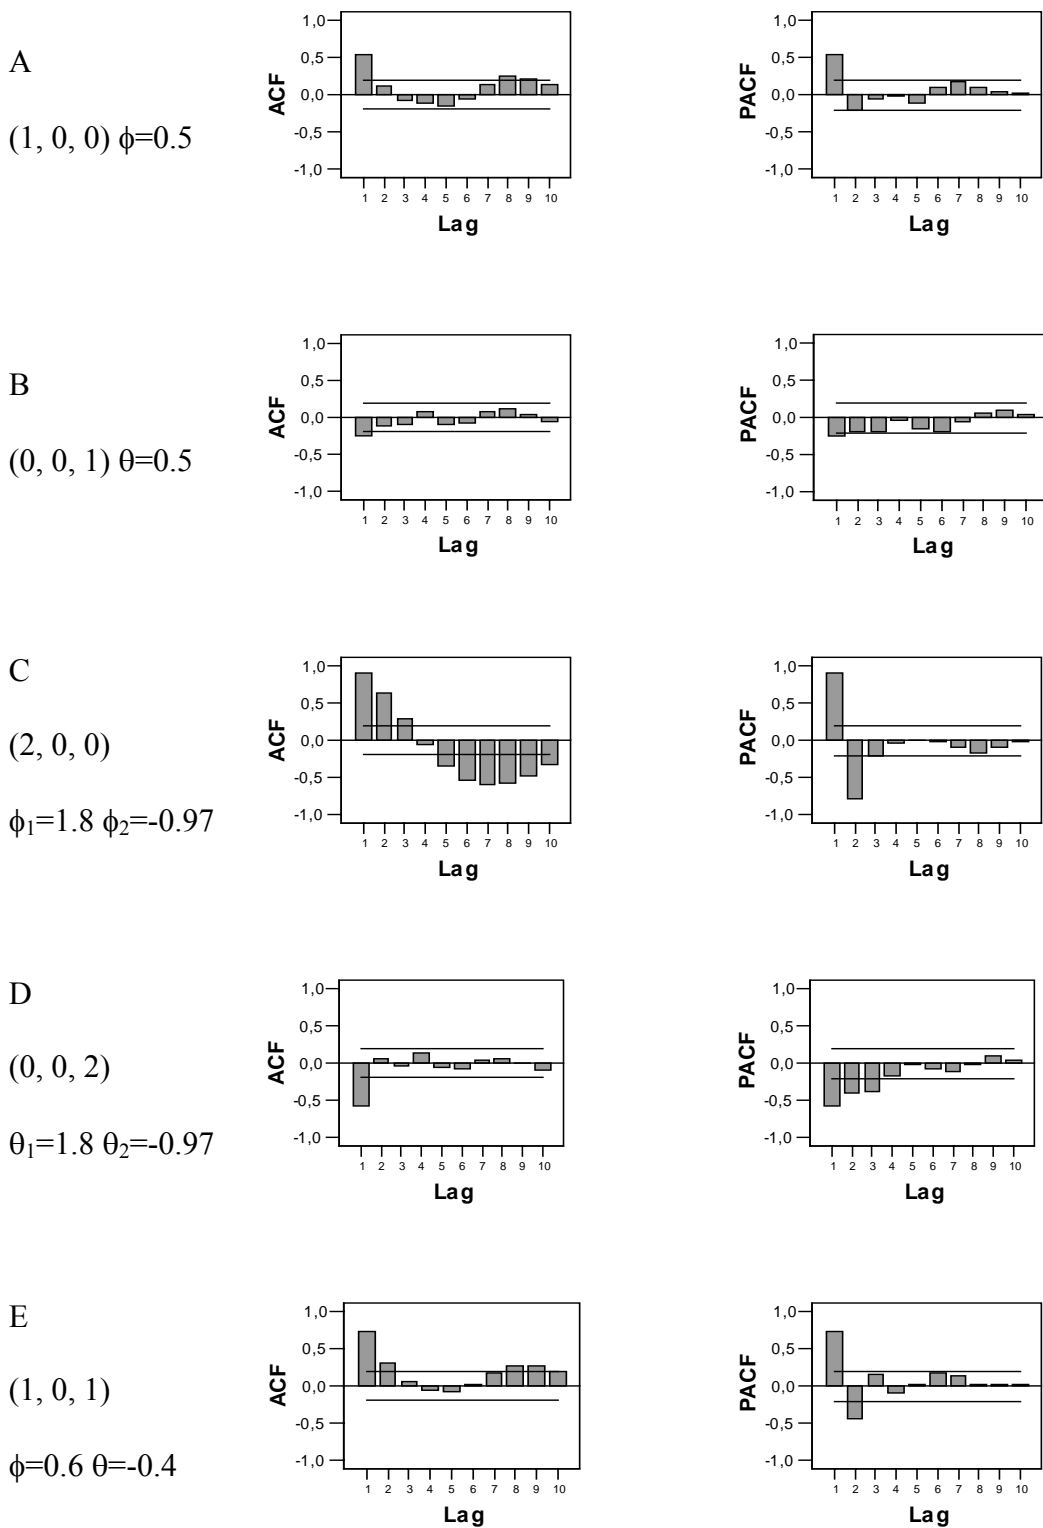 A
(1, 0, 0) ϕ=0.5
1,0
0,5
0,0
-0,5
-1,0
ACF
1 2 3 4 5 6 7 8 9 10
Lag
1,0
0,5
0,0
-0,5
-1,0
PACF
1 2 3 4 5 6 7 8 9 10
Lag
B
(0, 0, 1) θ=0.5
1,0
0,5
0,0
-0,5
-1,0
ACF
1 2 3 4 5 6 7 8 9 10
Lag
1,0
0,5
0,0
-0,5
-1,0
PACF
1 2 3 4 5 6 7 8 9 10
Lag
C
(2, 0, 0)
ϕ₁=1.8 ϕ₂=-0.97
1,0
0,5
0,0
-0,5
-1,0
ACF
1 2 3 4 5 6 7 8 9 10
Lag
1,0
0,5
0,0
-0,5
-1,0
PACF
1 2 3 4 5 6 7 8 9 10
Lag
D
(0, 0, 2)
θ₁=1.8 θ₂=-0.97
1,0
0,5
0,0
-0,5
-1,0
ACF
1 2 3 4 5 6 7 8 9 10
Lag
1,0
0,5
0,0
-0,5
-1,0
PACF
1 2 3 4 5 6 7 8 9 10
Lag
E
(1, 0, 1)
ϕ=0.6 θ=-0.4
1,0
0,5
0,0
-0,5
-1,0
ACF
1 2 3 4 5 6 7 8 9 10
Lag
1,0
0,5
0,0
-0,5
-1,0
PACF
1 2 3 4 5 6 7 8 9 10
Lag